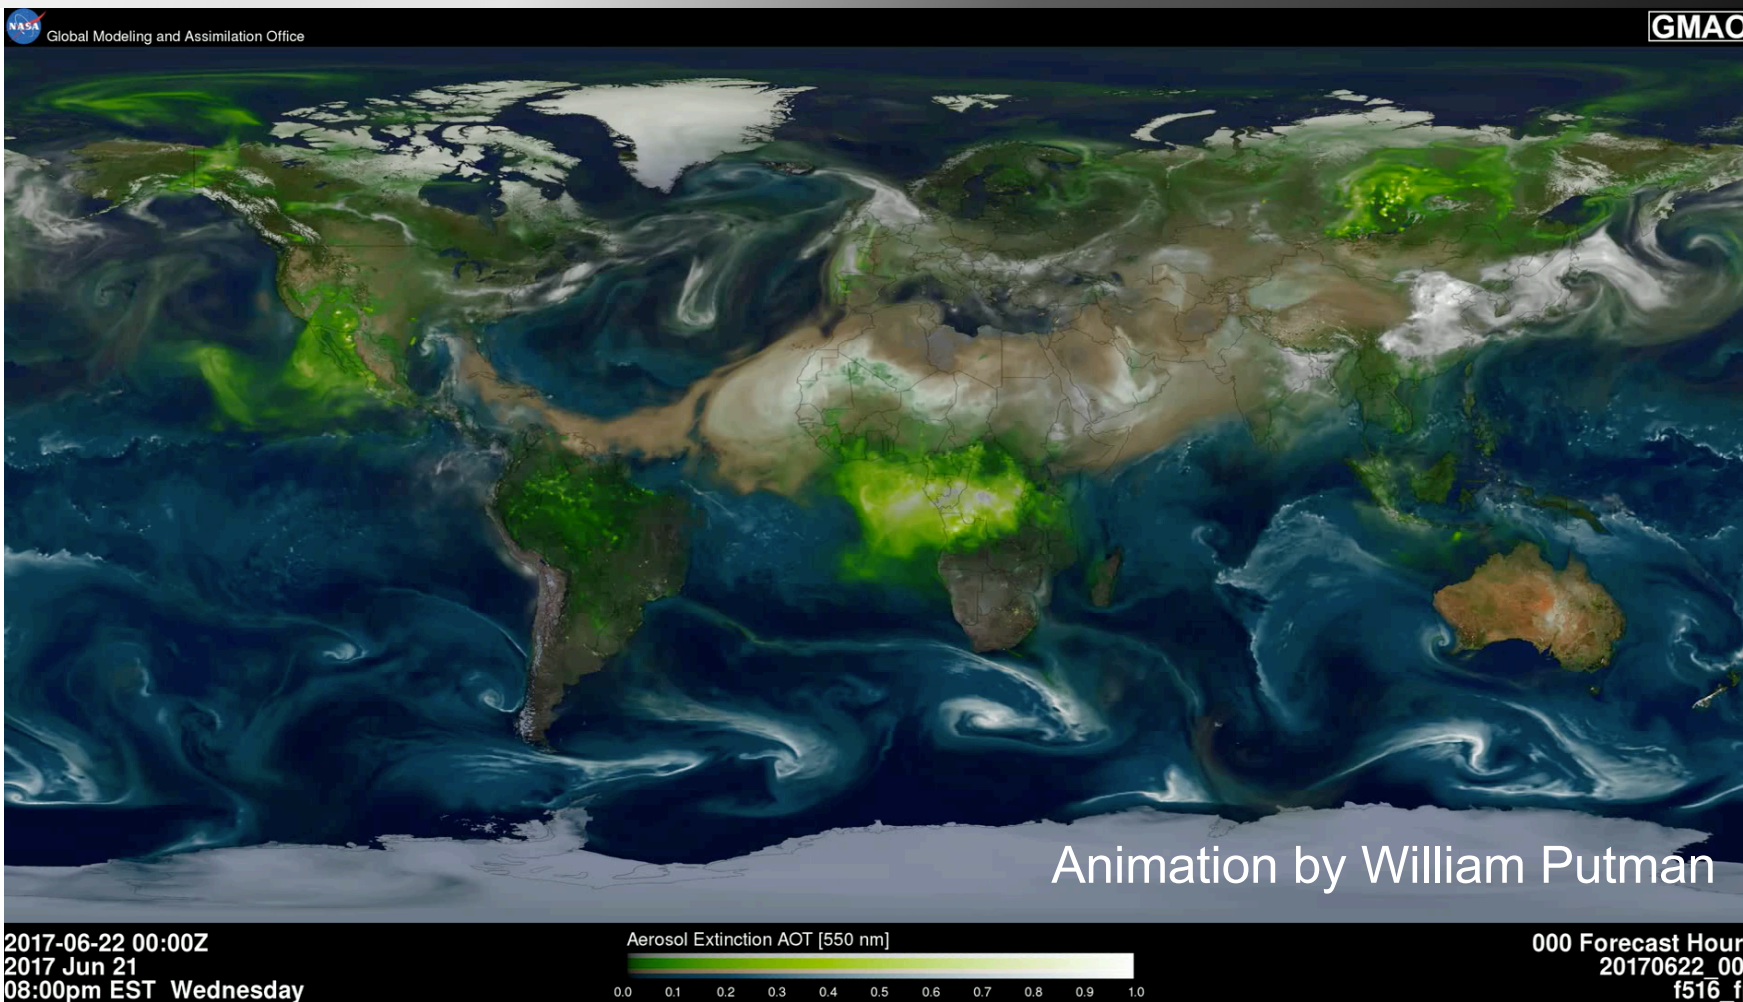 NASA
Global Modeling and Assimilation Office
GMAO
Animation by William Putman
2017-06-22 00:00Z
2017 Jun 21
08:00pm EST Wednesday
Aerosol Extinction AOT [550 nm]
0.0 0.1 0.2 0.3 0.4 0.5 0.6 0.7 0.8 0.9 1.0
000 Forecast Hour
20170622_00
f516_f